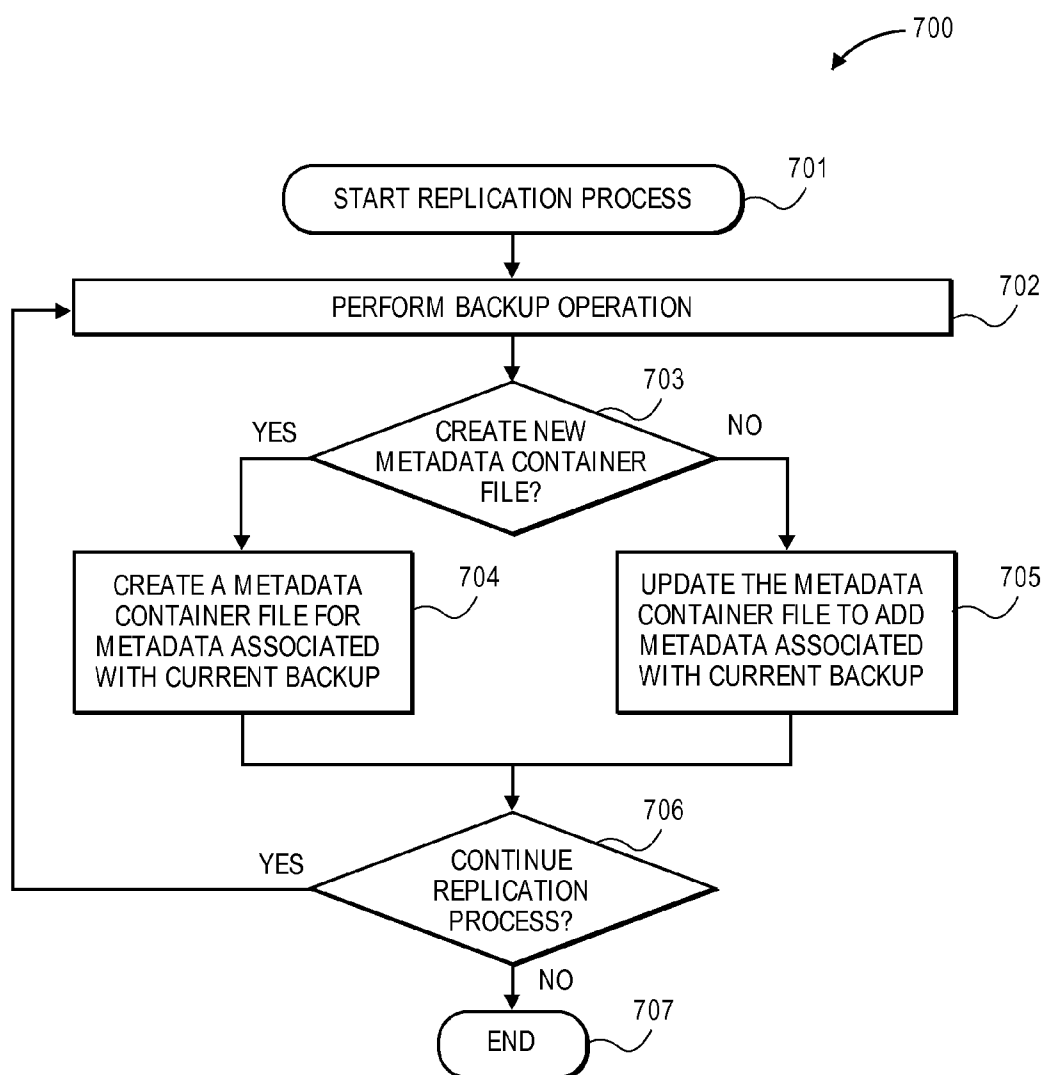 700
START REPLICATION PROCESS
701
PERFORM BACKUP OPERATION
702
703
YES
NO
CREATE NEW
METADATA CONTAINER
FILE?
CREATE A METADATA
CONTAINER FILE FOR
METADATA ASSOCIATED
WITH CURRENT BACKUP
704
UPDATE THE METADATA
CONTAINER FILE TO ADD
METADATA ASSOCIATED
WITH CURRENT BACKUP
705
706
YES
CONTINUE
REPLICATION
PROCESS?
NO
END
707